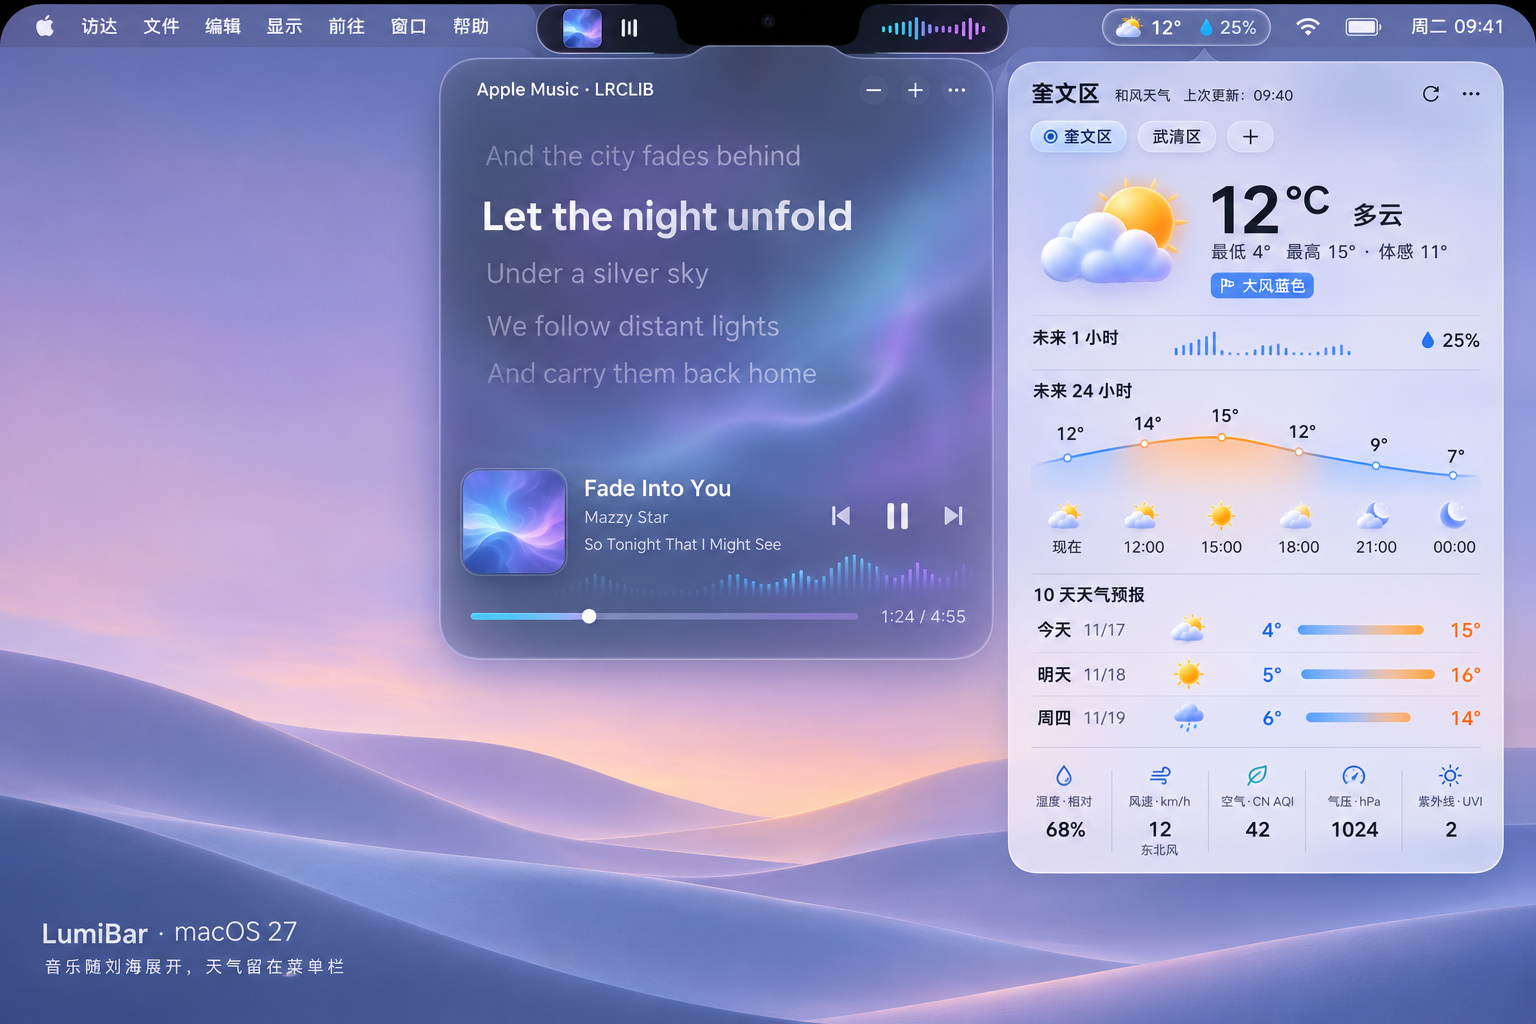 访达 文件 编辑 显示 前往 窗口 帮助
12° 25% 周二 09:41
Apple Music · LRCLIB
And the city fades behind
Let the night unfold
Under a silver sky
We follow distant lights
And carry them back home
Fade Into You
Mazzy Star
So Tonight That I Might See
1:24 / 4:55
奎文区 和风天气 上次更新：09:40
奎文区 武清区
12°C 多云
最低 4° 最高 15° · 体感 11°
大风蓝色
未来 1 小时 25%
未来 24 小时
12° 14° 15° 12° 9° 7°
现在 12:00 15:00 18:00 21:00 00:00
10 天天气预报
今天 11/17 4° 15°
明天 11/18 5° 16°
周四 11/19 6° 14°
湿度·相对 风速·km/h 空气·CN AQI 气压·hPa 紫外线·UVI
68% 12 42 1024 2
东北风
LumiBar · macOS 27
音乐随刘海展开，天气留在菜单栏